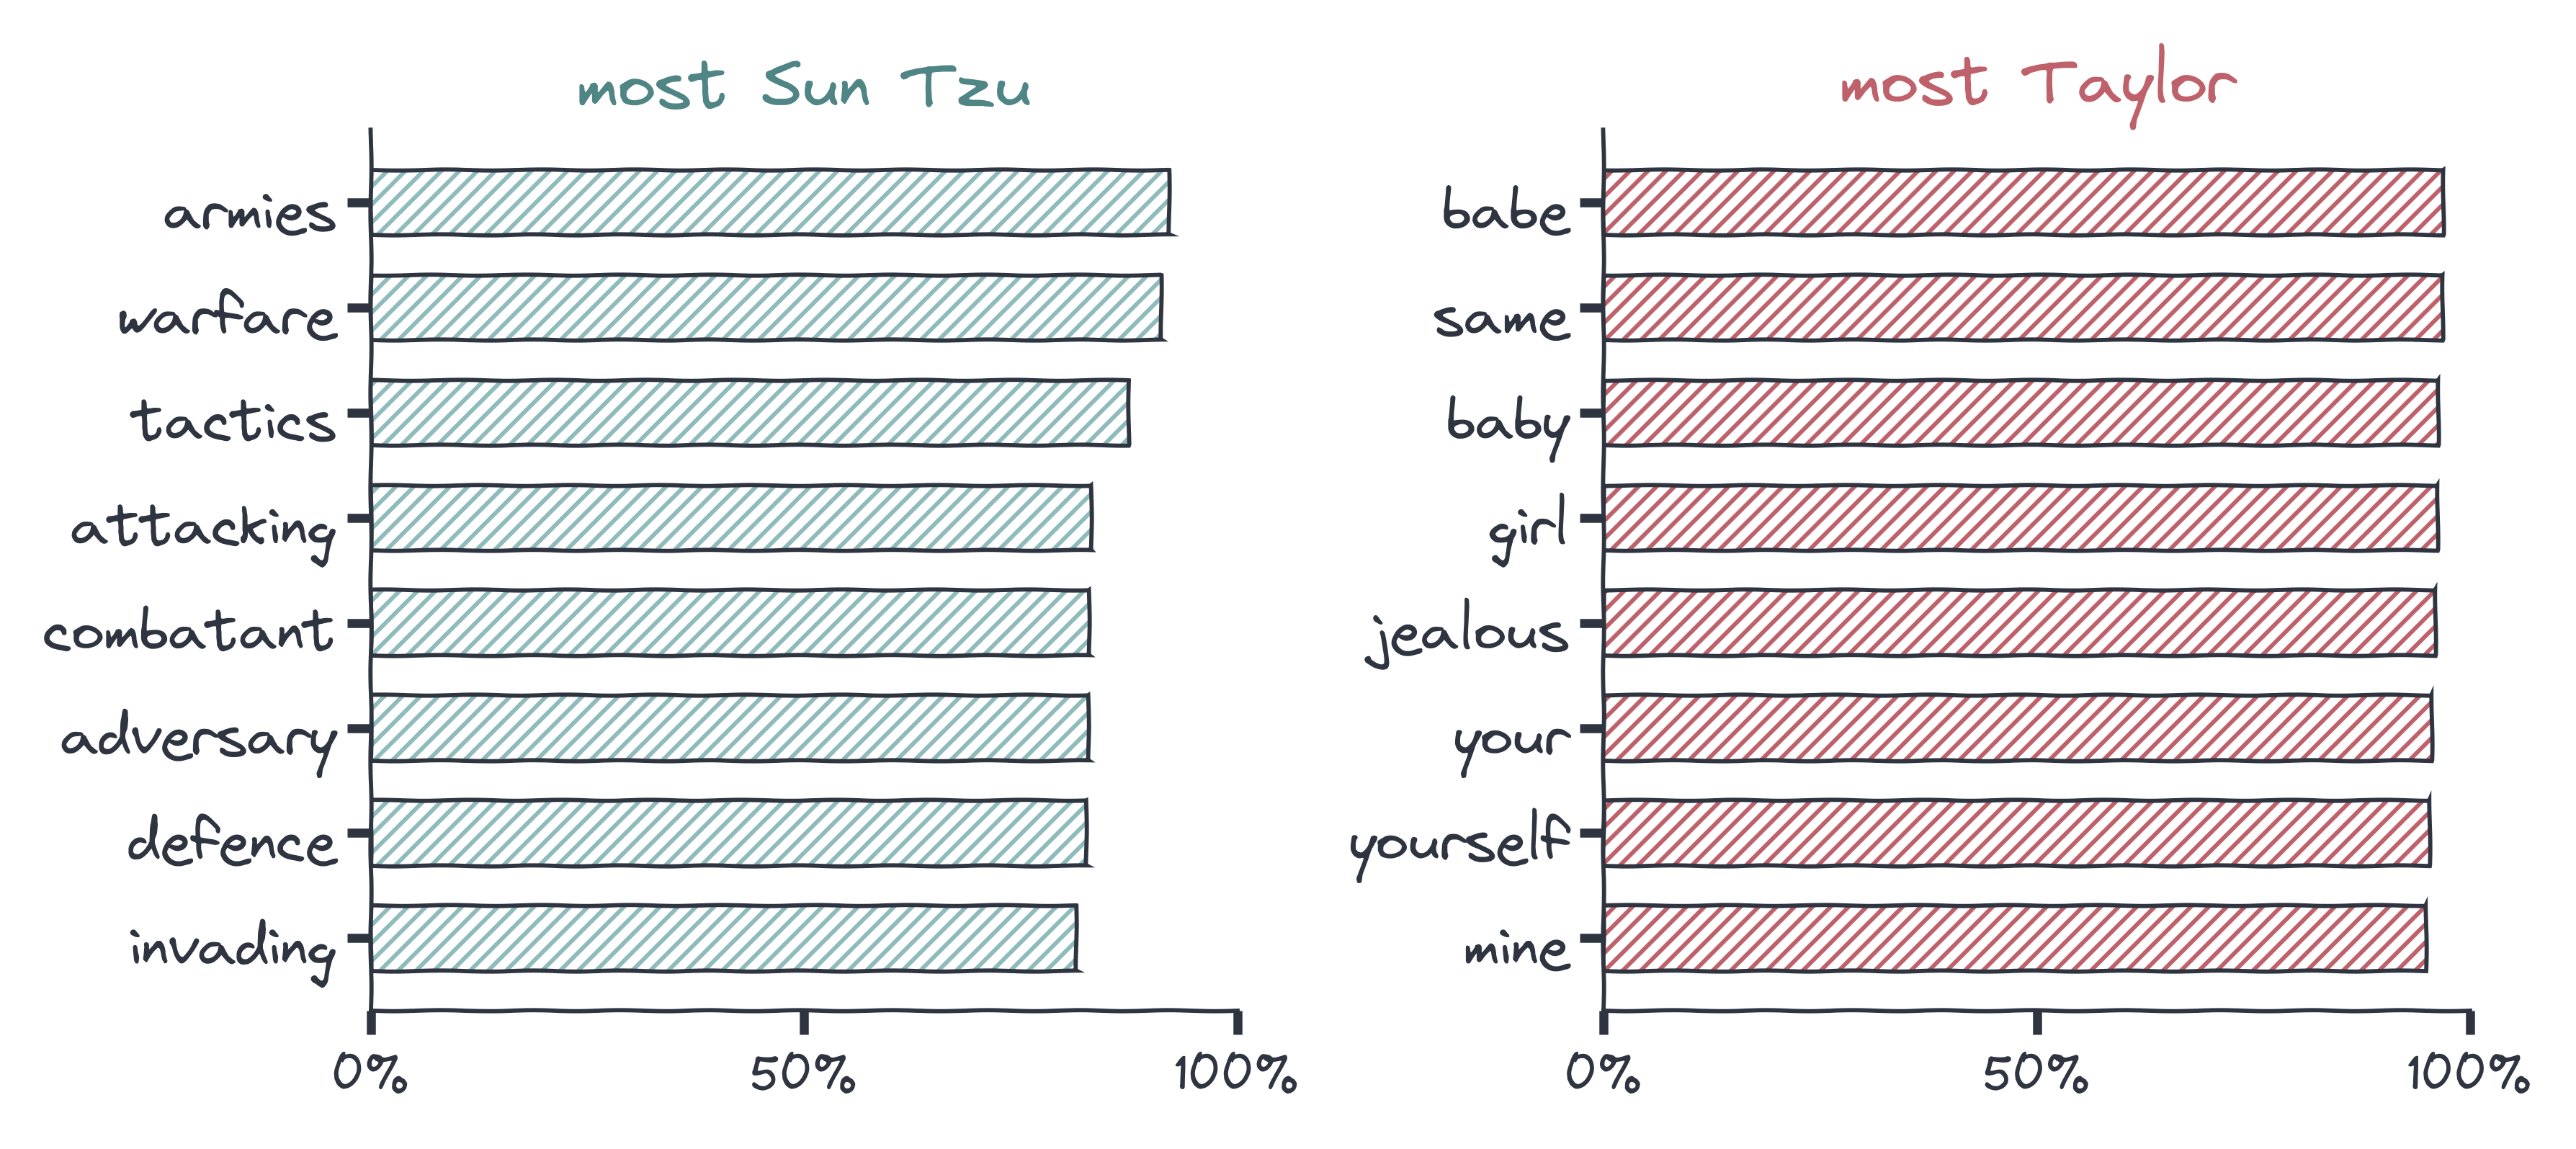 most Sun Tzu
armies
warfare
tactics
attacking
combatant
adversary
defence
invading
0% 50% 100%
most Taylor
babe
same
baby
girl
jealous
your
yourself
mine
0% 50% 100%